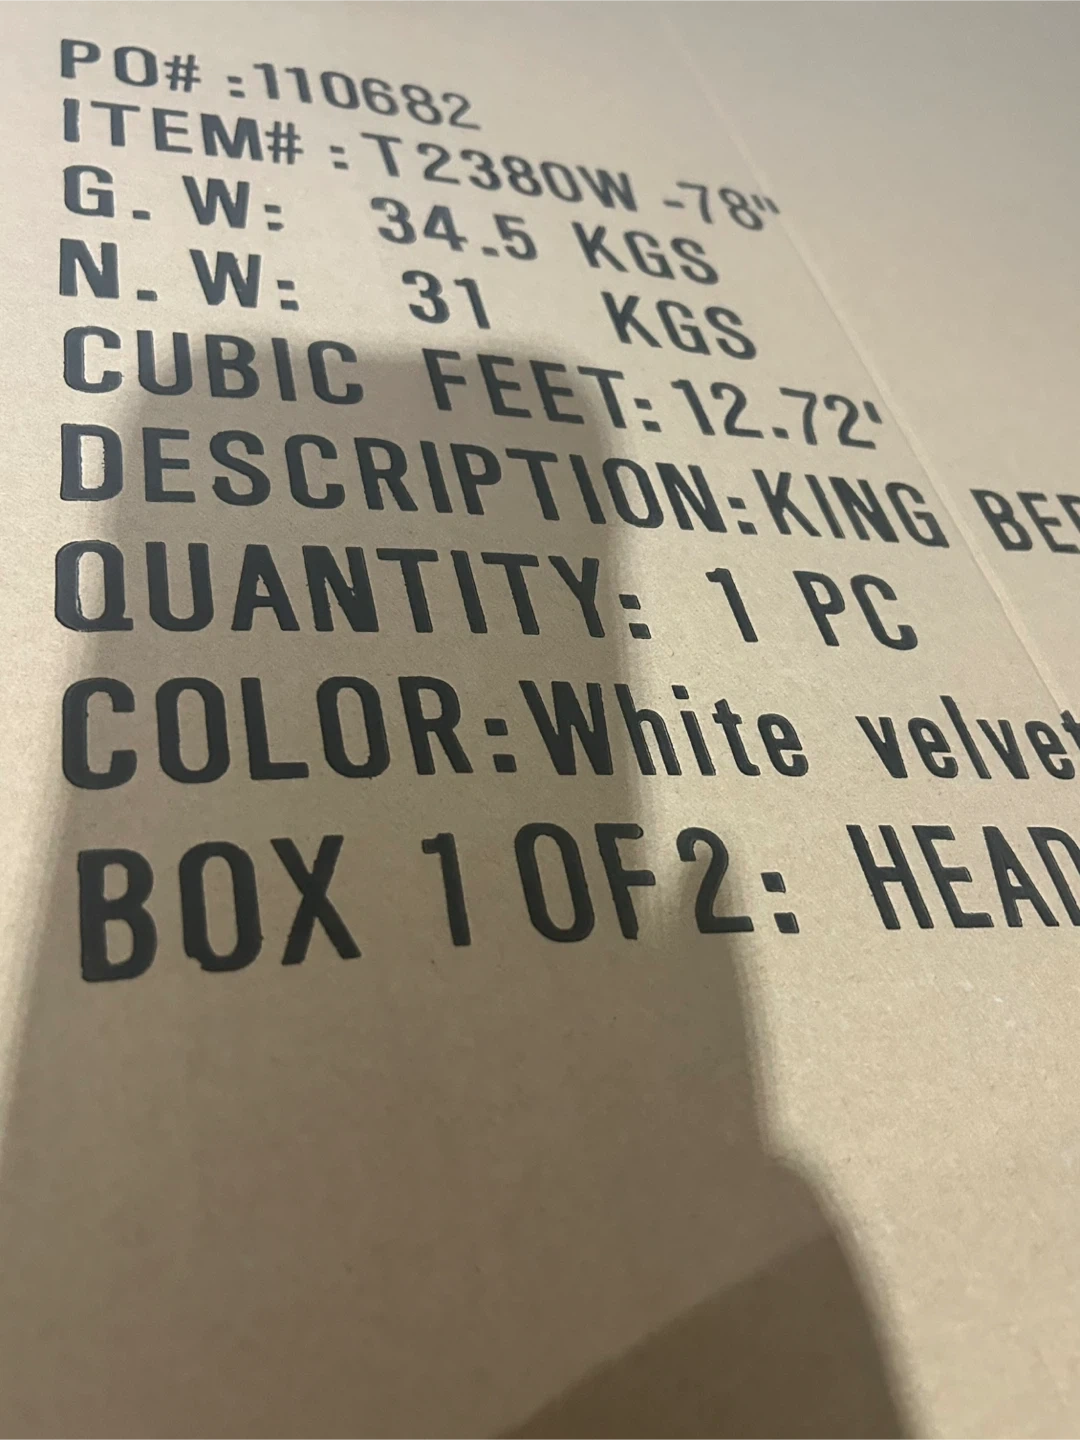 PO# :110682
ITEM# : T2380W -78"
G. W: 34.5 KGS
N. W: 31 KGS
CUBIC FEET: 12.72'
DESCRIPTION: KING
QUANTITY: 1 PC
COLOR: White velvet
BOX 1 OF 2: